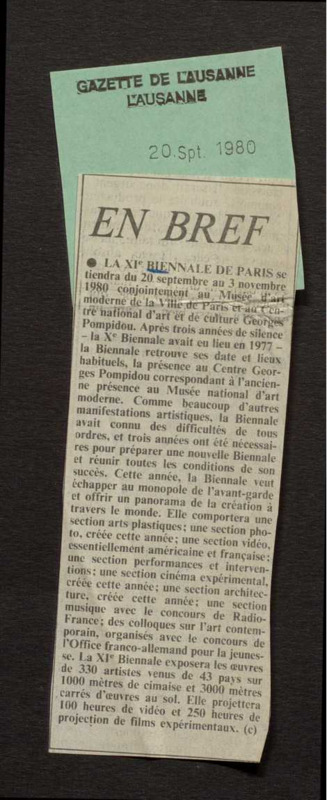 GAZETTE DE LAUSANNE
LAUSANNE
20. Spt. 1980
EN BREF
● LA XIe BIENNALE DE PARIS se
tiendra du 20 septembre au 3 novembre
1980 conjointement au Musée d'art
moderne de la Ville de Paris et au Cen-
tre national d'art et de culture Georges
Pompidou. Après trois années de silence
– la Xe Biennale avait eu lieu en 1977 –
la Biennale retrouve ses date et lieux
habituels, la présence au Centre Geor-
ges Pompidou correspondant à l'ancien-
ne présence au Musée national d'art
moderne. Comme beaucoup d'autres
manifestations artistiques, la Biennale
avait connu des difficultés de tous
ordres, et trois années ont été nécessai-
res pour préparer une nouvelle Biennale
et réunir toutes les conditions de son
succès. Cette année, la Biennale veut
échapper au monopole de l'avant-garde
et offrir un panorama de la création à
travers le monde. Elle comportera une
section arts plastiques; une section pho-
to, créée cette année; une section vidéo,
essentiellement américaine et française;
une section performances et interven-
tions; une section cinéma expérimental,
créée cette année; une section architec-
ture, créée cette année; une section
musique avec le concours de Radio-
France; des colloques sur l'art contem-
porain, organisés avec le concours de
l'Office franco-allemand pour la jeunes-
se. La XIe Biennale exposera les œuvres
de 330 artistes venus de 43 pays sur
1000 mètres de cimaise et 3000 mètres
carrés d'œuvres au sol. Elle projettera
100 heures de vidéo et 250 heures de
projection de films expérimentaux. (c)